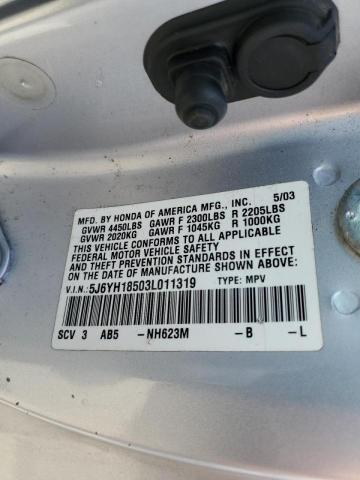 MFD. BY HONDA OF AMERICA MFG., INC. 5/03
GVWR 4450LBS GAWR F 2300LBS R 2205LBS
GVWR 2020KG GAWR F 1045KG R 1000KG
THIS VEHICLE CONFORMS TO ALL APPLICABLE
FEDERAL MOTOR VEHICLE SAFETY
AND THEFT PREVENTION STANDARDS IN EFFECT
ON THE DATE OF MANUFACTURE SHOWN ABOVE.
V.I.N.: 5J6YH18503L011319 TYPE: MPV
SCV 3 AB5 -NH623M -B -L